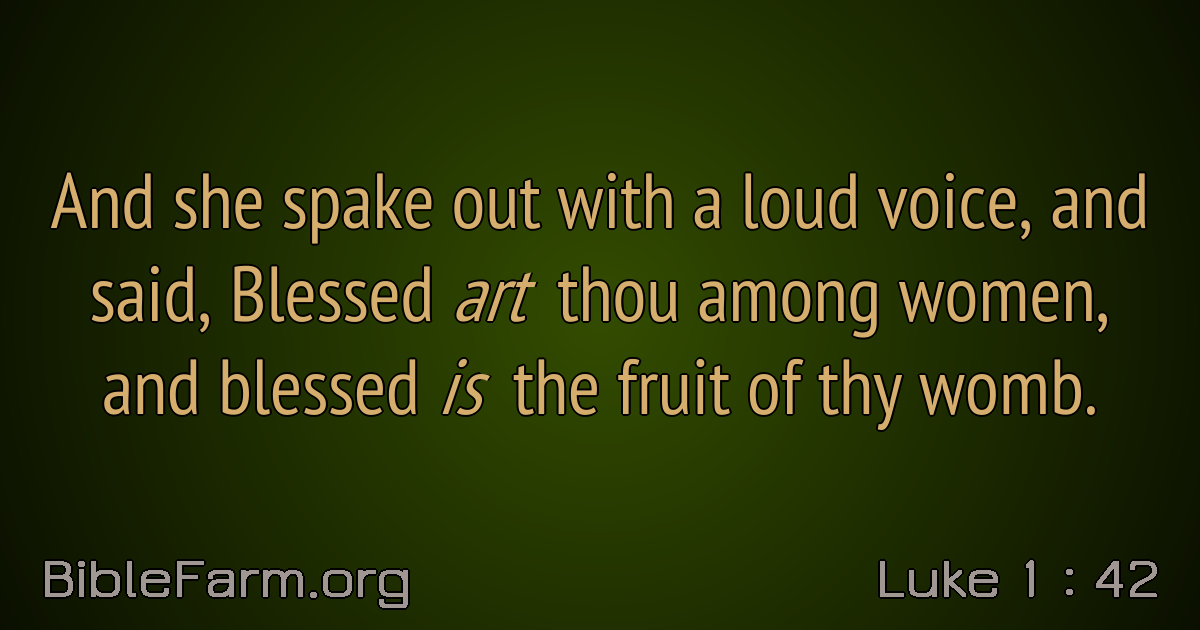 And she spake out with a loud voice, and
said, Blessed art thou among women,
and blessed is the fruit of thy womb.
BibleFarm.org
Luke 1 : 42